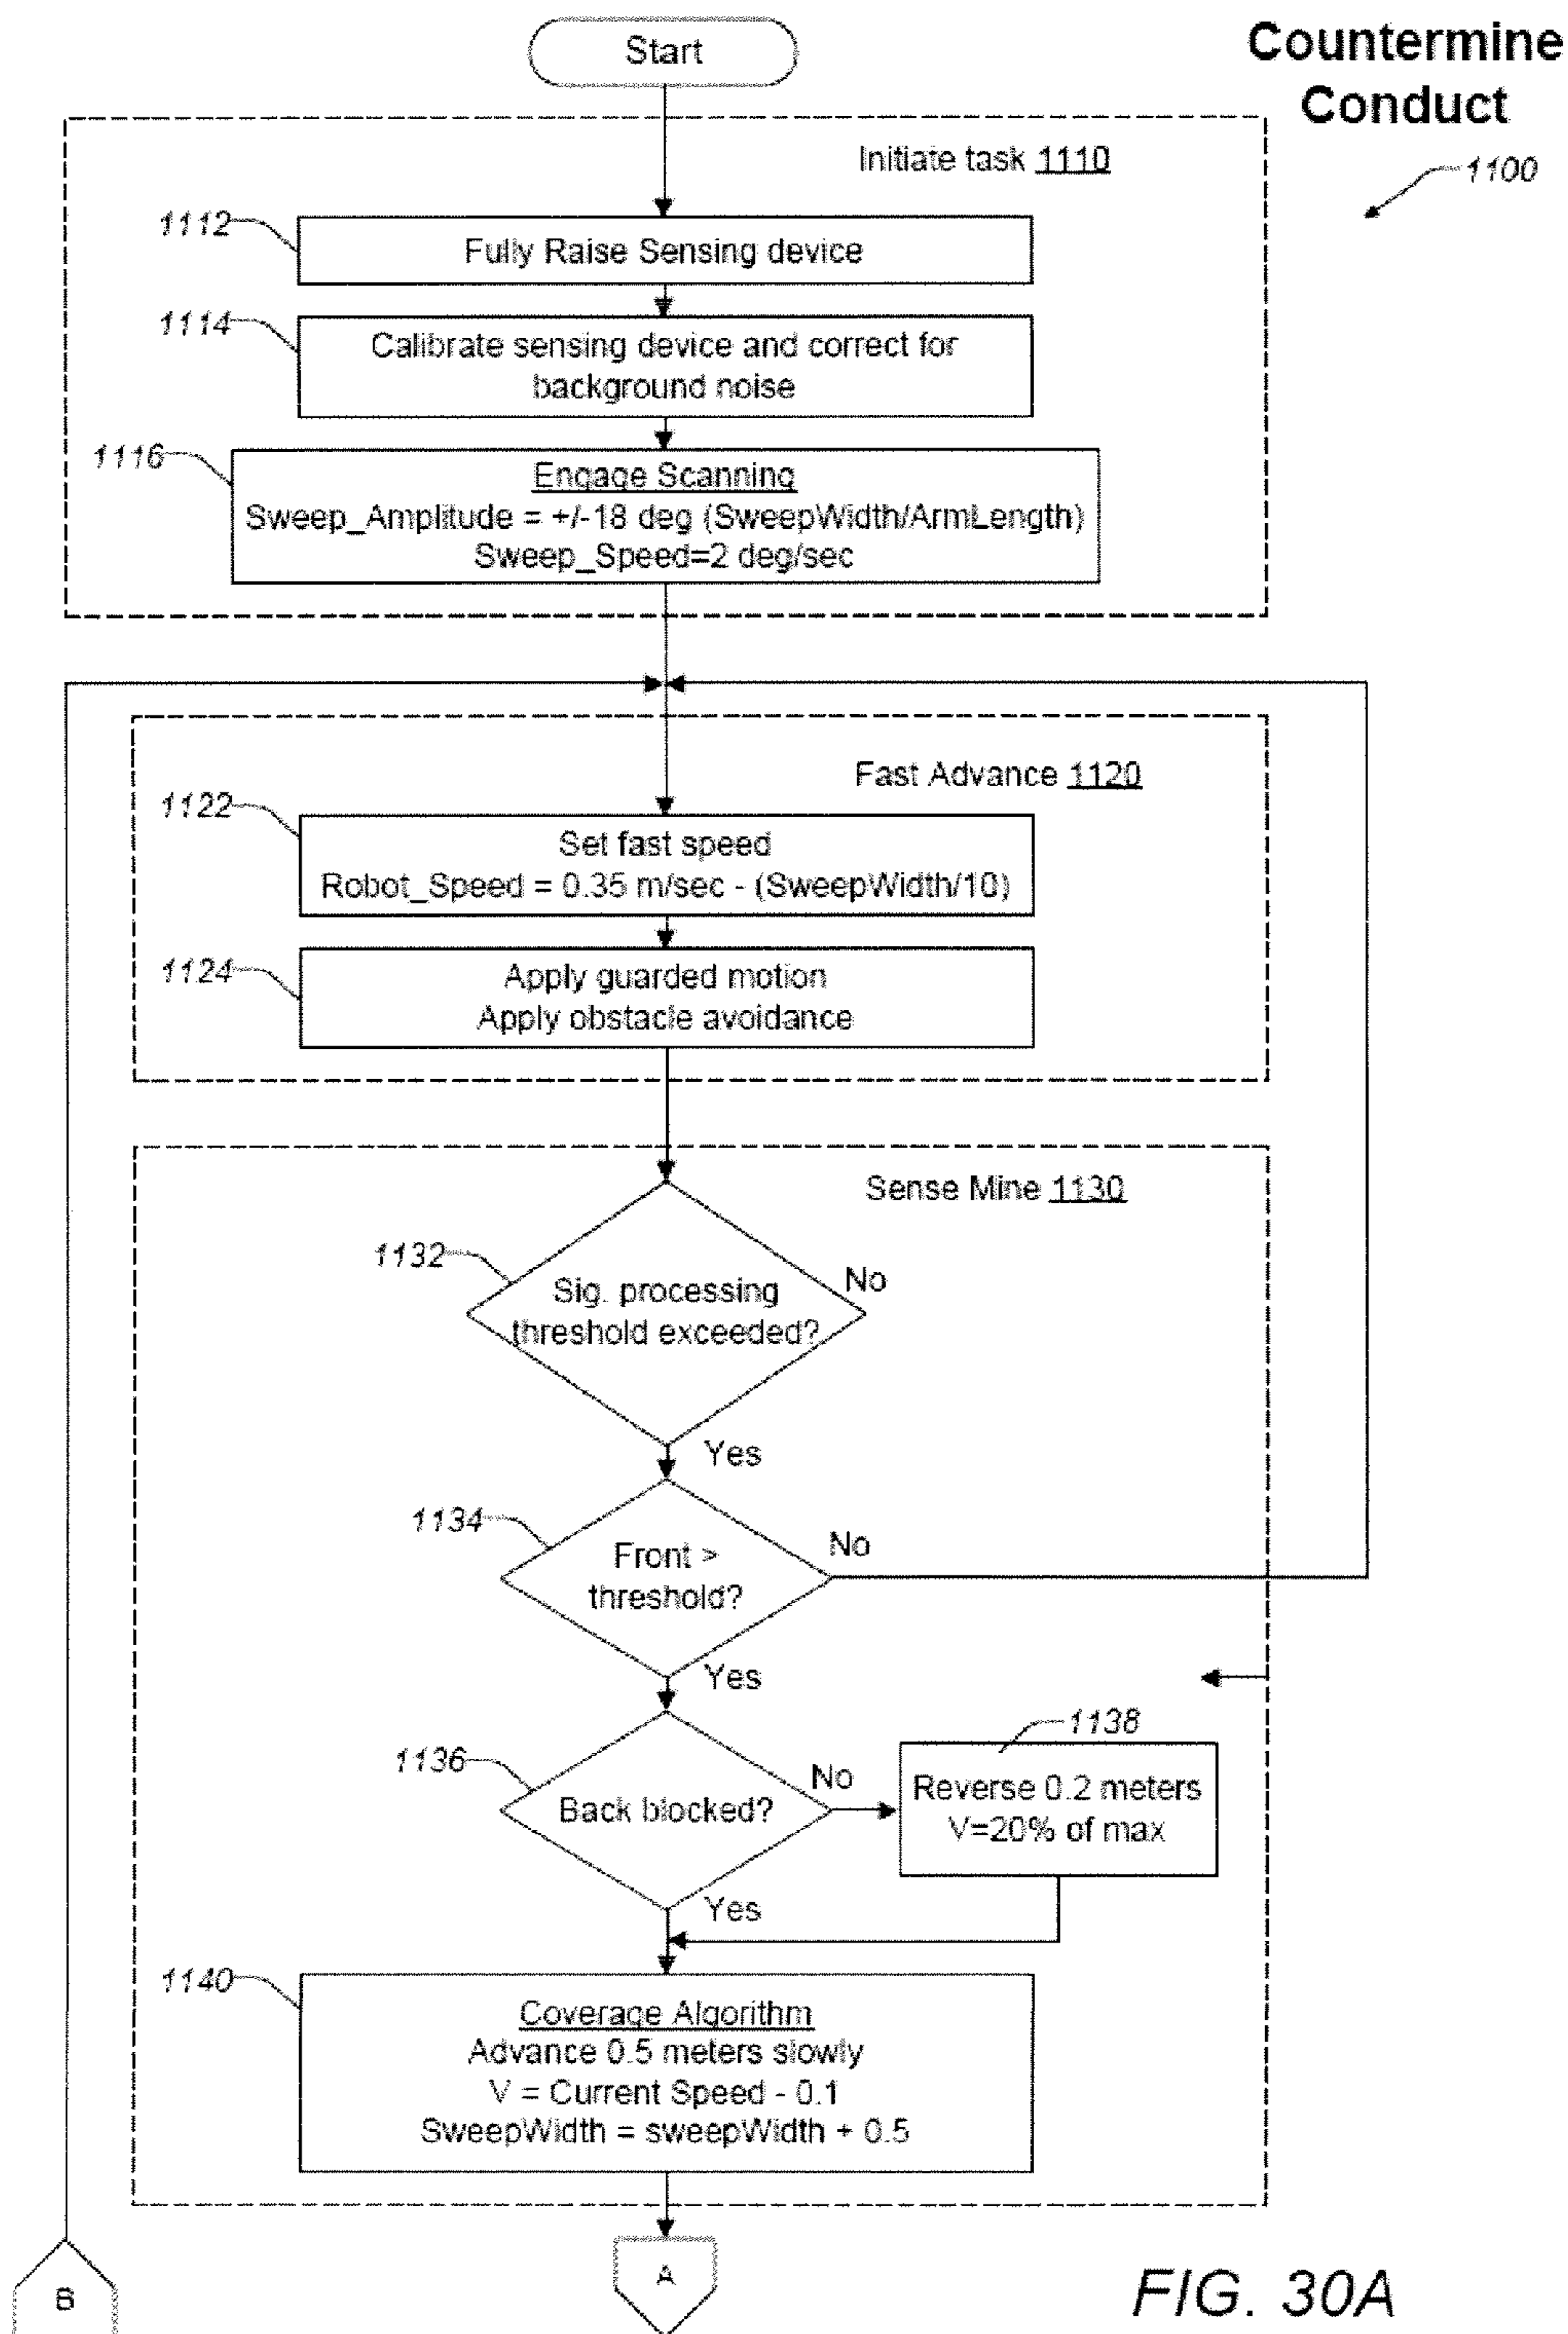 Start
Countermine
Conduct
1100
Initiate task 1110
1112
Fully Raise Sensing device
1114
Calibrate sensing device and correct for
background noise
1116
Engage Scanning
Sweep_Amplitude = +/-18 deg (SweepWidth/ArmLength)
Sweep_Speed=2 deg/sec
Fast Advance 1120
1122
Set fast speed
Robot_Speed = 0.35 m/sec - (SweepWidth/10)
1124
Apply guarded motion
Apply obstacle avoidance
Sense Mine 1130
1132
Sig. processing
threshold exceeded?
No
Yes
1134
Front >
threshold?
No
Yes
1136
Back blocked?
No
1138
Reverse 0.2 meters
V=20% of max
Yes
1140
Coverage Algorithm
Advance 0.5 meters slowly
V = Current Speed - 0.1
SweepWidth = sweepWidth + 0.5
B
A
FIG. 30A